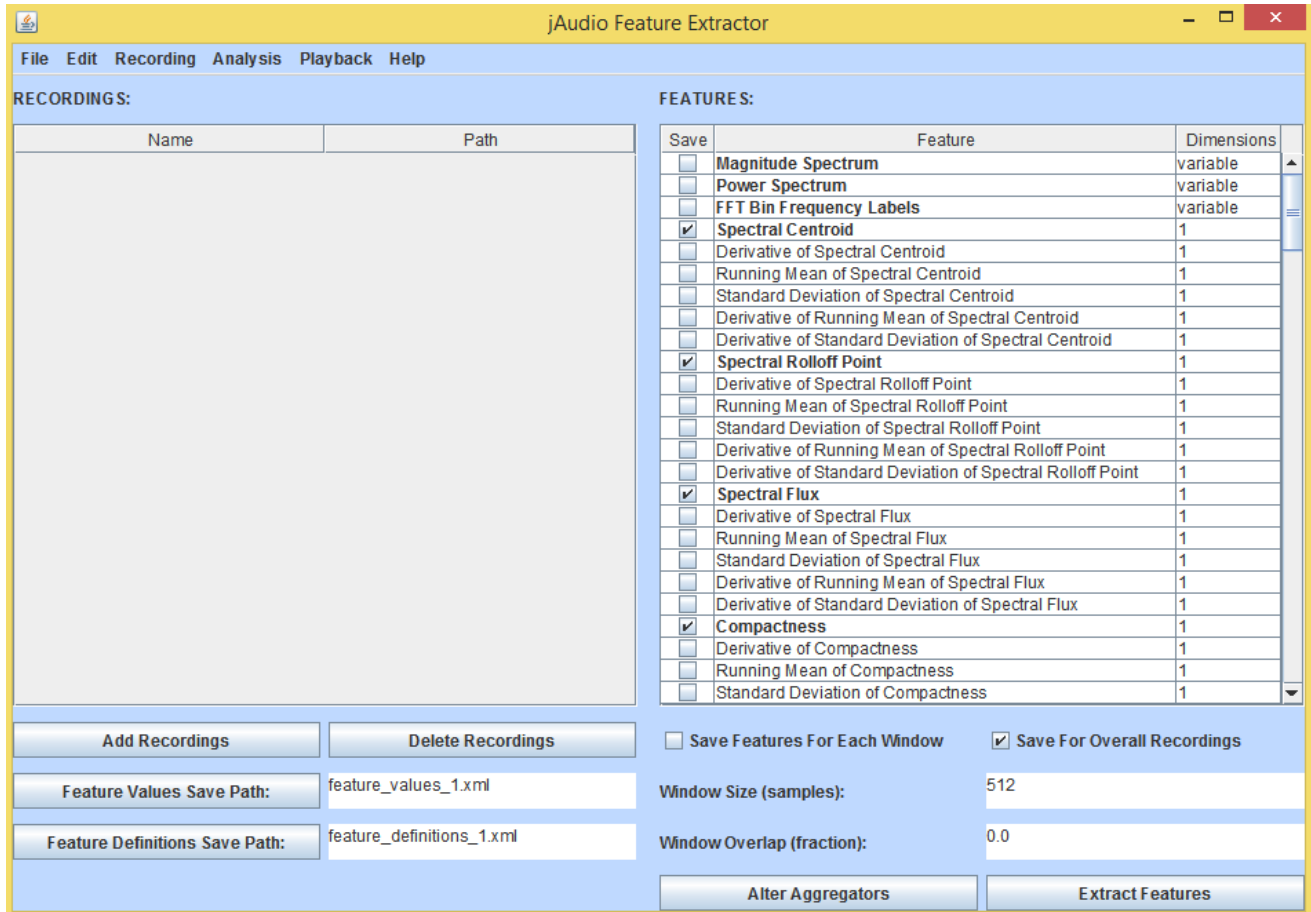 jAudio Feature Extractor
File Edit Recording Analysis Playback Help
RECORDINGS:
Name Path
Add Recordings Delete Recordings
Feature Values Save Path: feature_values_1.xml
Feature Definitions Save Path: feature_definitions_1.xml
FEATURES:
Save Feature Dimensions
Magnitude Spectrum variable
Power Spectrum variable
FFT Bin Frequency Labels variable
Spectral Centroid 1
Derivative of Spectral Centroid 1
Running Mean of Spectral Centroid 1
Standard Deviation of Spectral Centroid 1
Derivative of Running Mean of Spectral Centroid 1
Derivative of Standard Deviation of Spectral Centroid 1
Spectral Rolloff Point 1
Derivative of Spectral Rolloff Point 1
Running Mean of Spectral Rolloff Point 1
Standard Deviation of Spectral Rolloff Point 1
Derivative of Running Mean of Spectral Rolloff Point 1
Derivative of Standard Deviation of Spectral Rolloff Point 1
Spectral Flux 1
Derivative of Spectral Flux 1
Running Mean of Spectral Flux 1
Standard Deviation of Spectral Flux 1
Derivative of Running Mean of Spectral Flux 1
Derivative of Standard Deviation of Spectral Flux 1
Compactness 1
Derivative of Compactness 1
Running Mean of Compactness 1
Standard Deviation of Compactness 1
Save Features For Each Window Save For Overall Recordings
Window Size (samples): 512
Window Overlap (fraction): 0.0
Alter Aggregators Extract Features